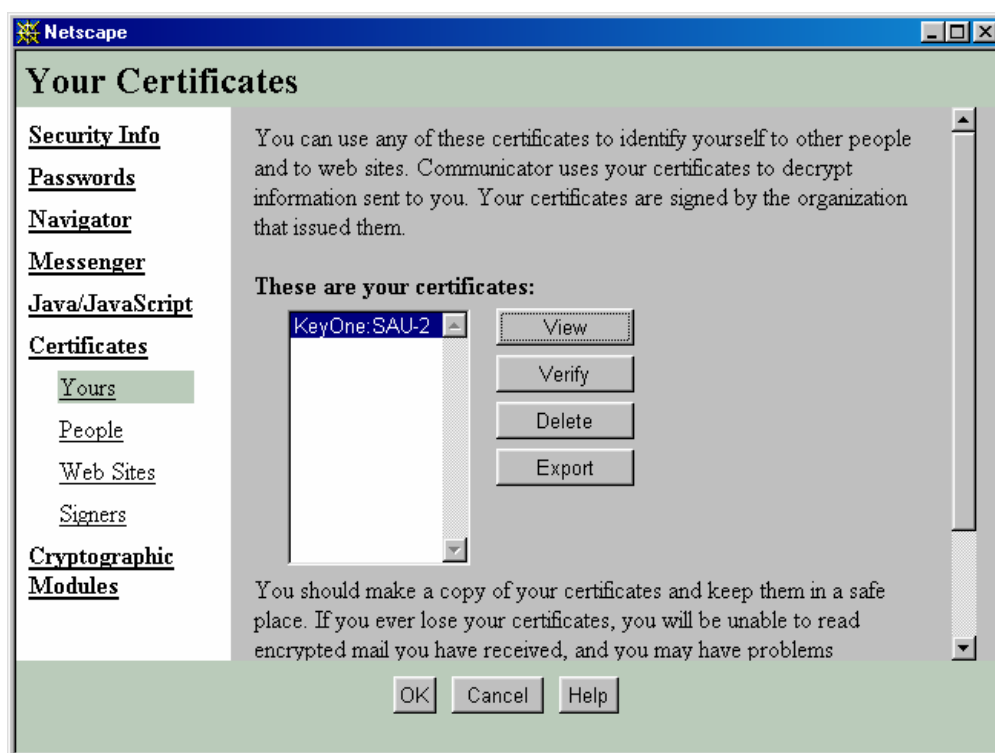 Netscape
Your Certificates
Security Info
Passwords
Navigator
Messenger
Java/JavaScript
Certificates
Yours
People
Web Sites
Signers
Cryptographic
Modules
You can use any of these certificates to identify yourself to other people
and to web sites. Communicator uses your certificates to decrypt
information sent to you. Your certificates are signed by the organization
that issued them.
These are your certificates:
KeyOne:SAU-2
View
Verify
Delete
Export
You should make a copy of your certificates and keep them in a safe
place. If you ever lose your certificates, you will be unable to read
encrypted mail you have received, and you may have problems
OK
Cancel
Help